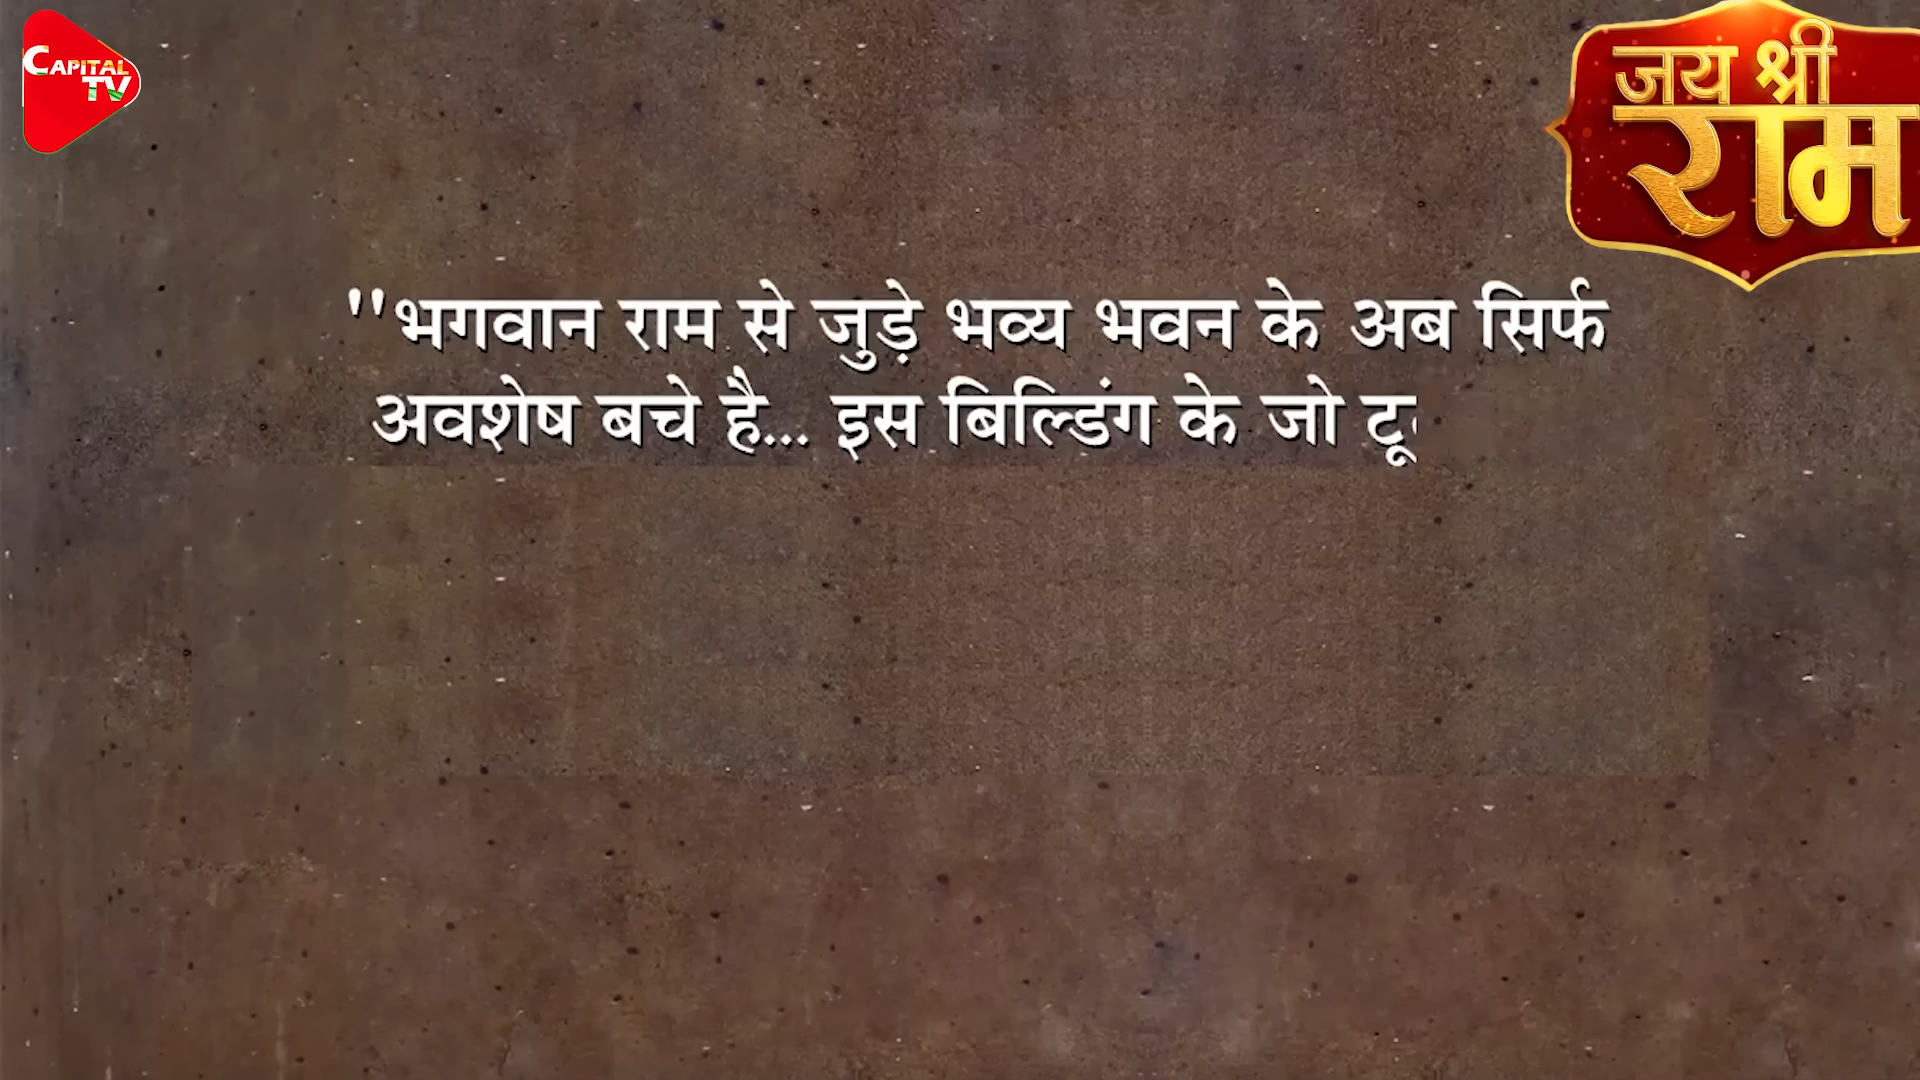 CAPITAL
TV
जय श्री
राम
"भगवान राम से जुड़े भव्य भवन के अब सिर्फ
अवशेष बचे है... इस बिल्डिंग के जो